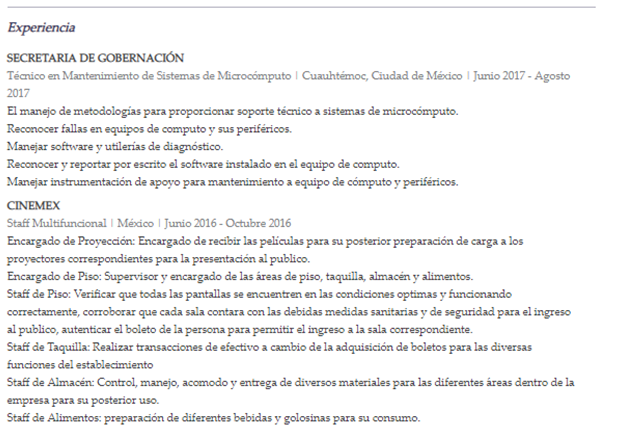 Experiencia
SECRETARIA DE GOBERNACIÓN
Técnico en Mantenimiento de Sistemas de Microcómputo | Cuauhtémoc, Ciudad de México | Junio 2017 - Agosto
2017
El manejo de metodologías para proporcionar soporte técnico a sistemas de microcómputo.
Reconocer fallas en equipos de computo y sus periféricos.
Manejar software y utilerías de diagnóstico.
Reconocer y reportar por escrito el software instalado en el equipo de computo.
Manejar instrumentación de apoyo para mantenimiento a equipo de cómputo y periféricos.
CINEMEX
Staff Multifuncional | México | Junio 2016 - Octubre 2016
Encargado de Proyección: Encargado de recibir las películas para su posterior preparación de carga a los
proyectores correspondientes para la presentación al publico.
Encargado de Piso: Supervisor y encargado de las áreas de piso, taquilla, almacén y alimentos.
Staff de Piso: Verificar que todas las pantallas se encuentren en las condiciones optimas y funcionando
correctamente, corroborar que cada sala contara con las debidas medidas sanitarias y de seguridad para el ingreso
al publico, autenticar el boleto de la persona para permitir el ingreso a la sala correspondiente.
Staff de Taquilla: Realizar transacciones de efectivo a cambio de la adquisición de boletos para las diversas
funciones del establecimiento
Staff de Almacén: Control, manejo, acomodo y entrega de diversos materiales para las diferentes áreas dentro de la
empresa para su posterior uso.
Staff de Alimentos: preparación de diferentes bebidas y golosinas para su consumo.